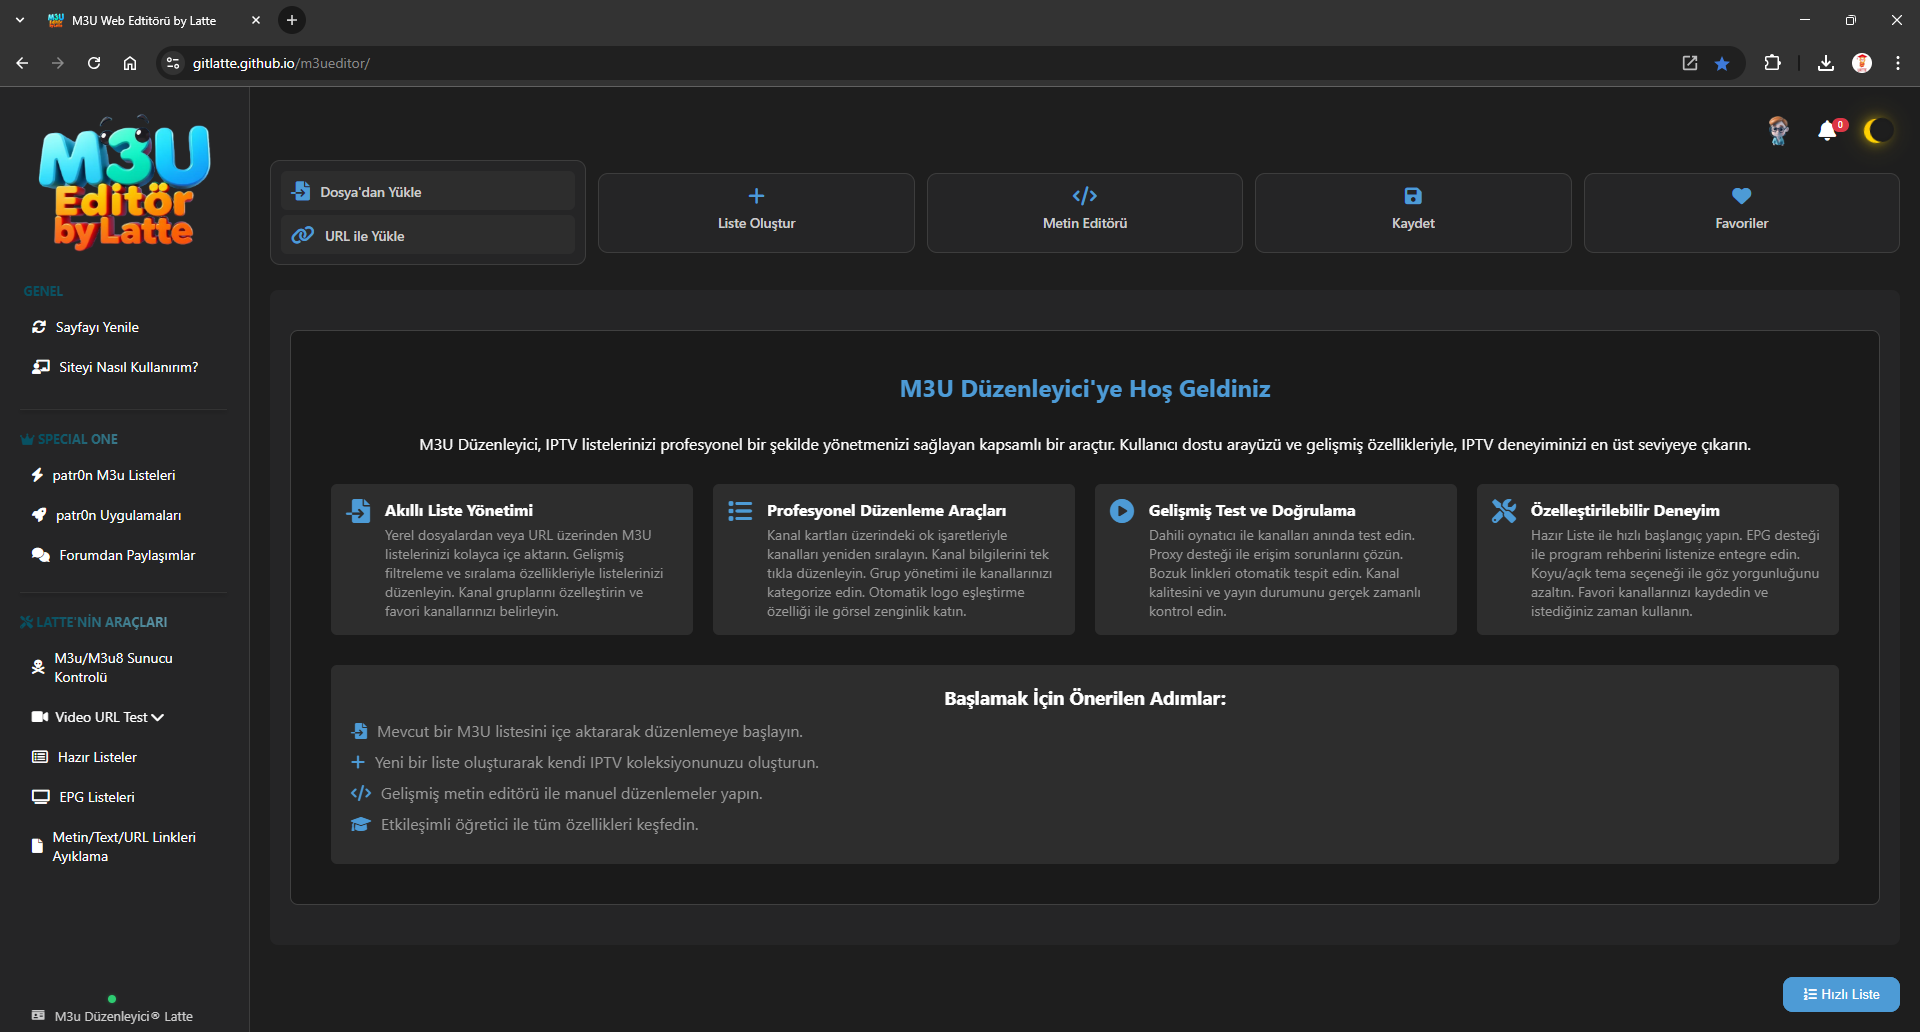 M3U Web Edtitörü by Latte
gitlatte.github.io/m3ueditor/
M3U
Editör
by Latte
0
Dosya'dan Yükle
URL ile Yükle
Liste Oluştur
Metin Editörü
Kaydet
Favoriler
GENEL
Sayfayı Yenile
Siteyi Nasıl Kullanırım?
SPECIAL ONE
patr0n M3u Listeleri
patr0n Uygulamaları
Forumdan Paylaşımlar
LATTE'NİN ARAÇLARI
M3u/M3u8 Sunucu
Kontrolü
Video URL Test
Hazır Listeler
EPG Listeleri
Metin/Text/URL Linkleri
Ayıklama
M3u Düzenleyici® Latte
M3U Düzenleyici'ye Hoş Geldiniz
M3U Düzenleyici, IPTV listelerinizi profesyonel bir şekilde yönetmenizi sağlayan kapsamlı bir araçtır. Kullanıcı dostu arayüzü ve gelişmiş özellikleriyle, IPTV deneyiminizi en üst seviyeye çıkarın.
Akıllı Liste Yönetimi
Yerel dosyalardan veya URL üzerinden M3U
listelerinizi kolayca içe aktarın. Gelişmiş
filtreleme ve sıralama özellikleriyle listelerinizi
düzenleyin. Kanal gruplarını özelleştirin ve
favori kanallarınızı belirleyin.
Profesyonel Düzenleme Araçları
Kanal kartları üzerindeki ok işaretleriyle
kanalları yeniden sıralayın. Kanal bilgilerini tek
tıkla düzenleyin. Grup yönetimi ile kanallarınızı
kategorize edin. Otomatik logo eşleştirme
özelliği ile görsel zenginlik katın.
Gelişmiş Test ve Doğrulama
Dahili oynatıcı ile kanalları anında test edin.
Proxy desteği ile erişim sorunlarını çözün.
Bozuk linkleri otomatik tespit edin. Kanal
kalitesini ve yayın durumunu gerçek zamanlı
kontrol edin.
Özelleştirilebilir Deneyim
Hazır Liste ile hızlı başlangıç yapın. EPG desteği
ile program rehberini listenize entegre edin.
Koyu/açık tema seçeneği ile göz yorgunluğunu
azaltın. Favori kanallarınızı kaydedin ve
istediğiniz zaman kullanın.
Başlamak İçin Önerilen Adımlar:
Mevcut bir M3U listesini içe aktararak düzenlemeye başlayın.
Yeni bir liste oluşturarak kendi IPTV koleksiyonunuzu oluşturun.
Gelişmiş metin editörü ile manuel düzenlemeler yapın.
Etkileşimli öğretici ile tüm özellikleri keşfedin.
Hızlı Liste